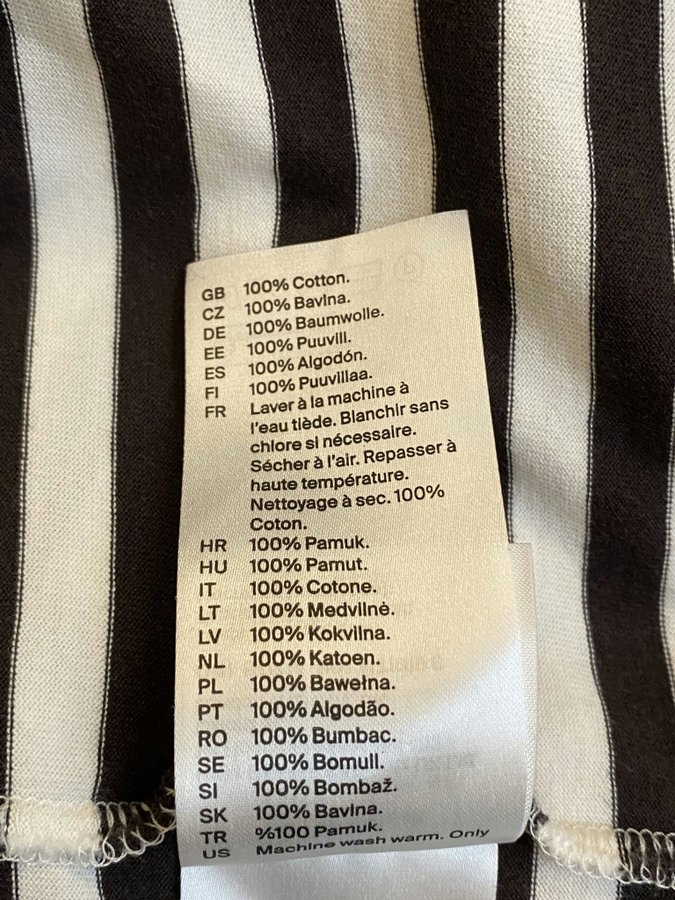 GB 100% Cotton.
CZ 100% Bavlna.
DE 100% Baumwolle.
EE 100% Puuvill.
ES 100% Algodón.
FI 100% Puuvillaa.
FR Laver à la machine à
l'eau tiède. Blanchir sans
chlore si nécessaire.
Sécher à l'air. Repasser à
haute température.
Nettoyage à sec. 100%
Coton.
HR 100% Pamuk.
HU 100% Pamut.
IT 100% Cotone.
LT 100% Medvilnė.
LV 100% Kokvilna.
NL 100% Katoen.
PL 100% Bawełna.
PT 100% Algodão.
RO 100% Bumbac.
SE 100% Bomull.
SI 100% Bombaž.
SK 100% Bavlna.
TR %100 Pamuk.
US Machine wash warm. Only